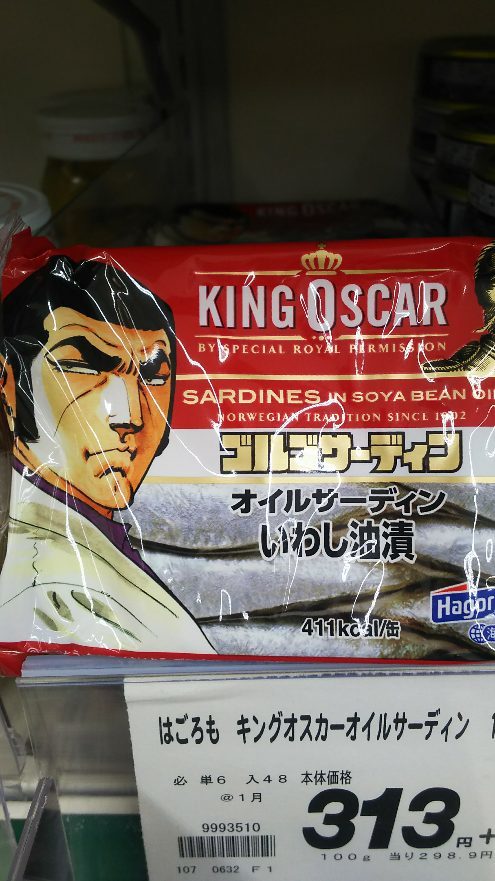 KING OSCAR
BY SPECIAL ROYAL PERMISSION
SARDINES IN SOYA BEAN OIL
NORWEGIAN TRADITION SINCE 1902
ゴルゴサーディン
オイルサーディン
いわし油漬
411kcal/缶
Hagor
はごろも キングオスカーオイルサーディン
必 単6 入48 本体価格
@1月
9993510
313円+
100g 当り298.9円
107 0632 F1